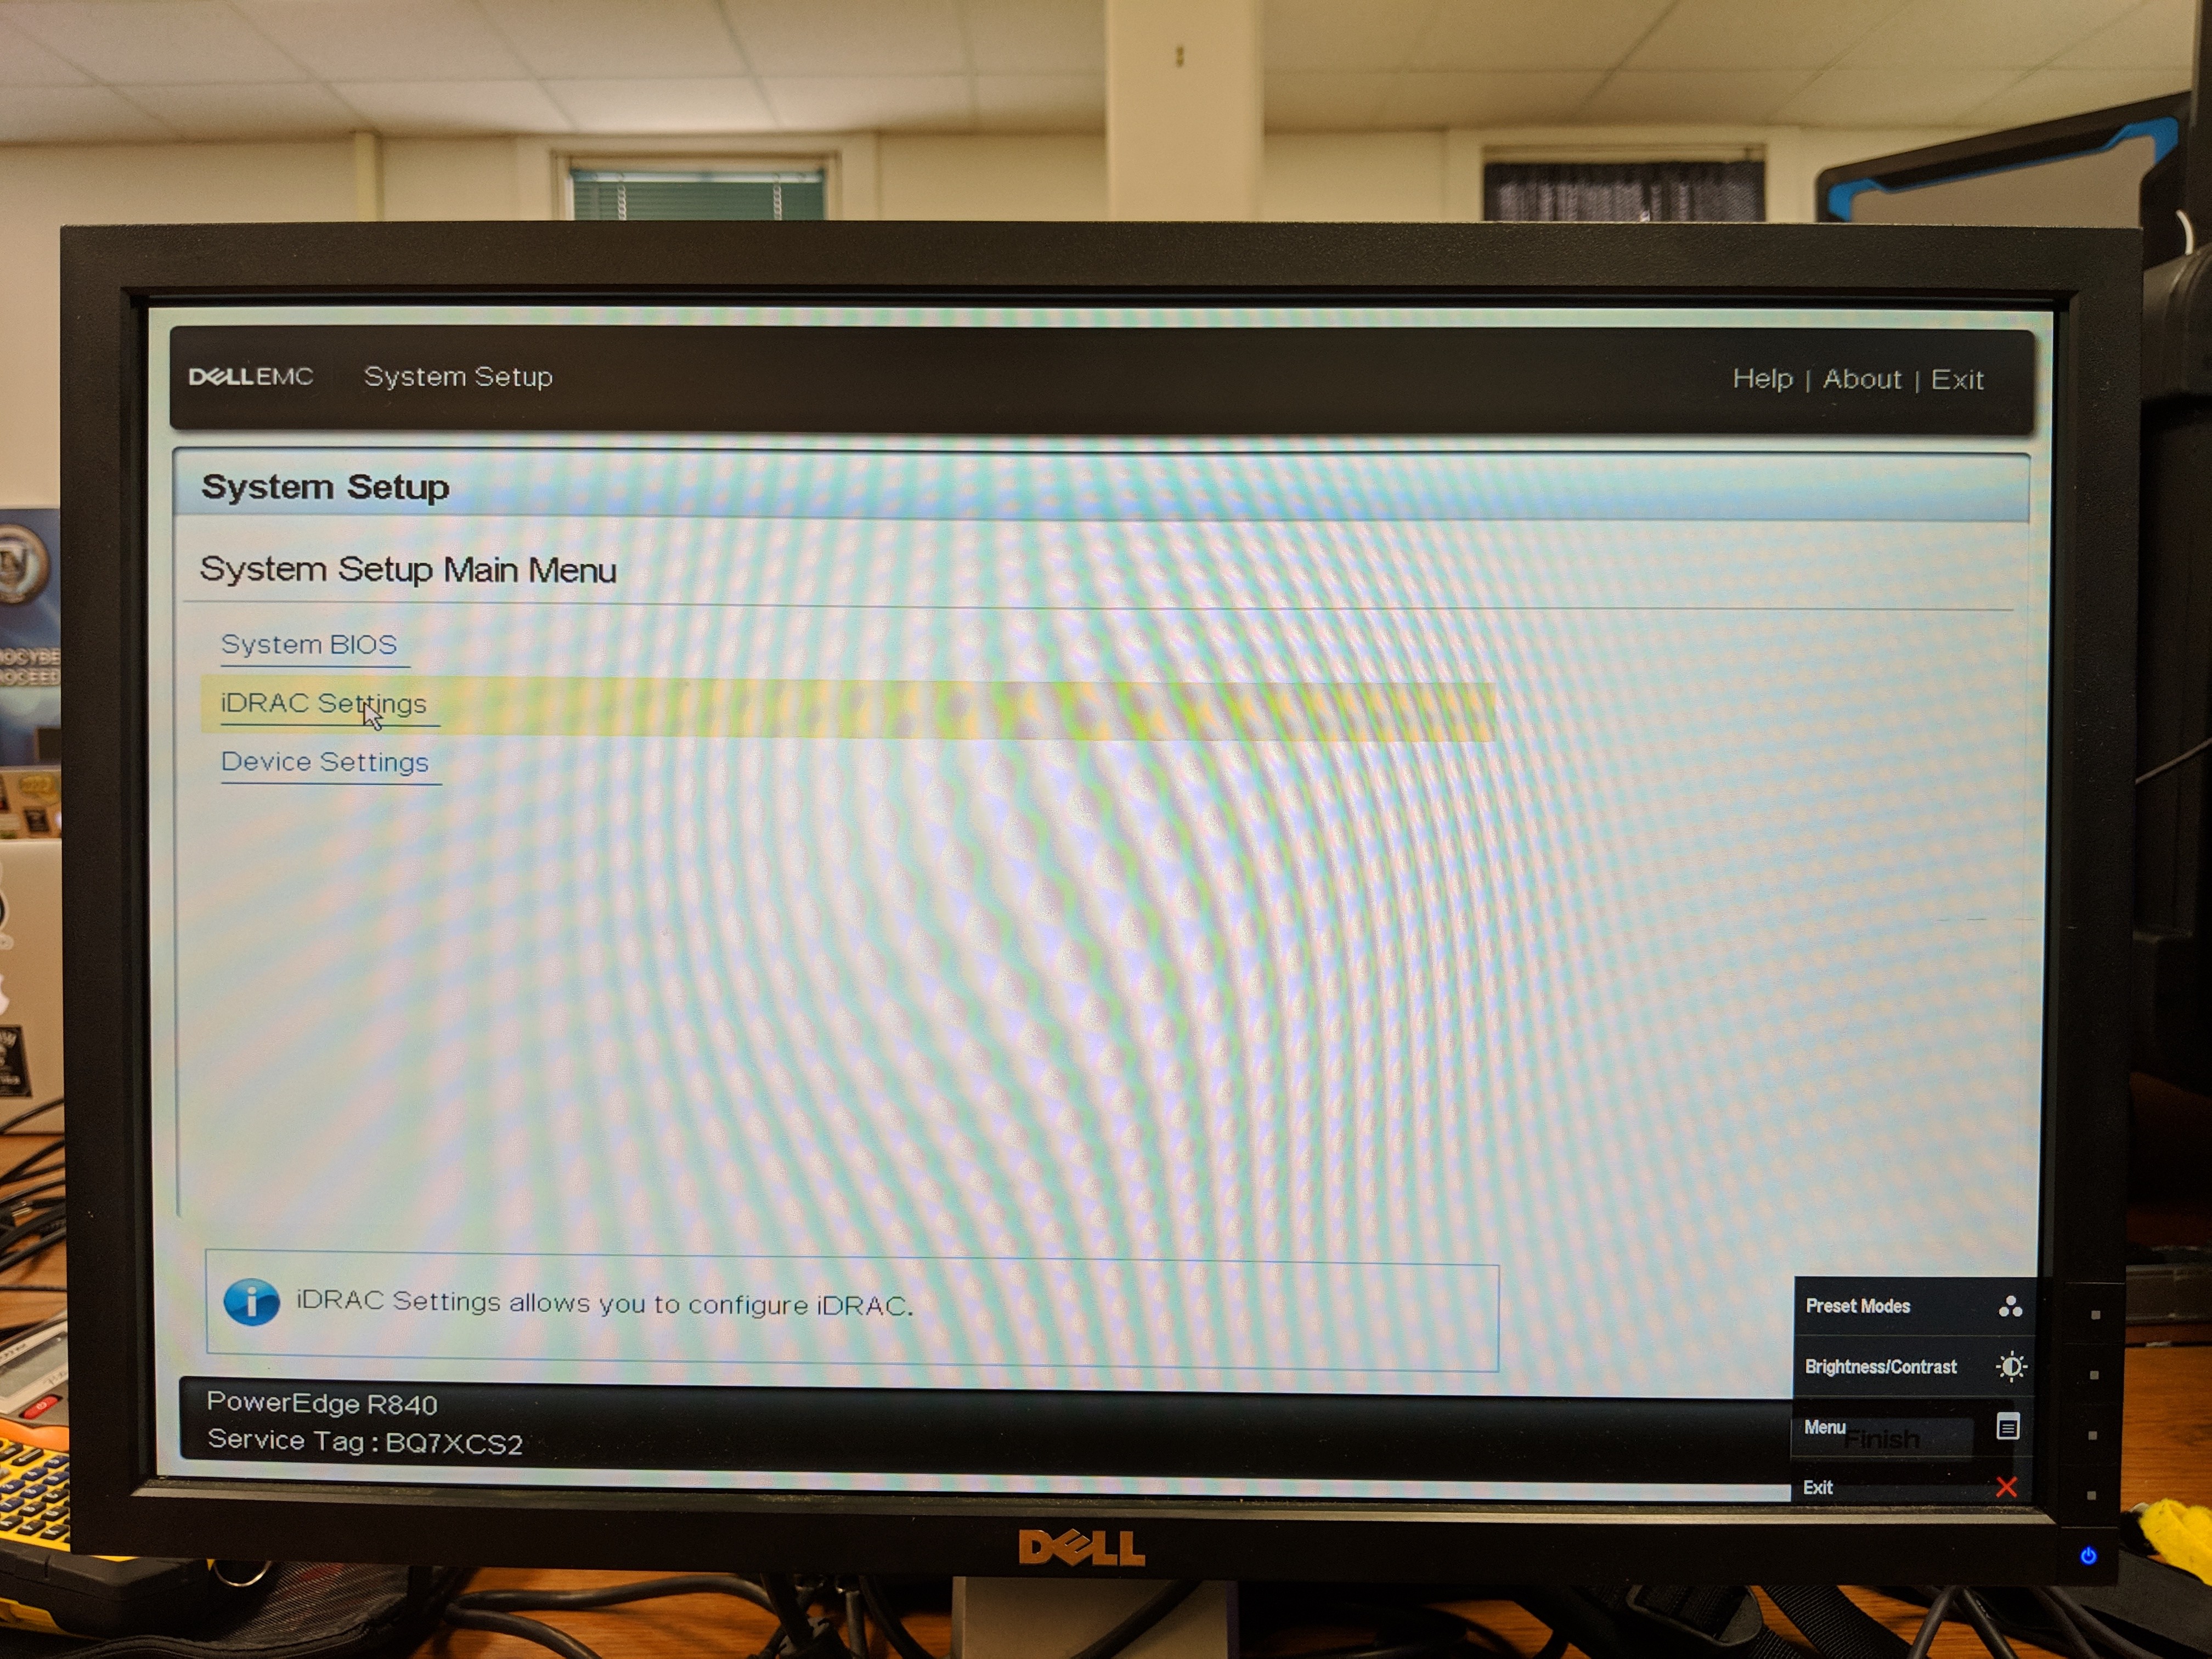 DELLEMC System Setup Help | About | Exit
System Setup
System Setup Main Menu
System BIOS
iDRAC Settings
Device Settings
iDRAC Settings allows you to configure iDRAC.
PowerEdge R840
Service Tag : BQ7XCS2
Preset Modes
Brightness/Contrast
Menu
Finish
Exit
DELL